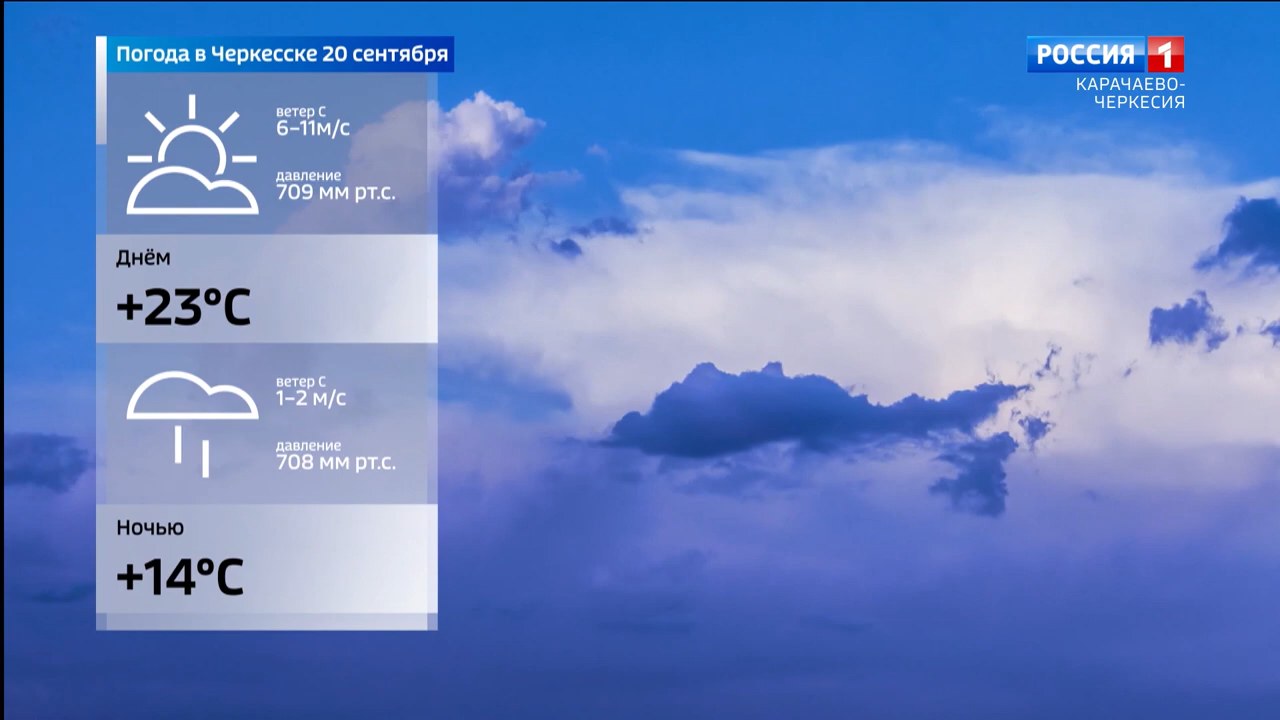 Погода в Черкесске 20 сентября
РОССИЯ 1
КАРАЧАЕВО-
ЧЕРКЕСИЯ
ветер С
6-11м/с
давление
709 мм рт.с.
Днём
+23°C
ветер С
1-2 м/с
давление
708 мм рт.с.
Ночью
+14°C